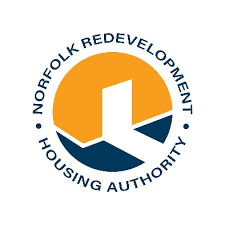 NORFOLK REDEVELOPMENT
• HOUSING AUTHORITY •